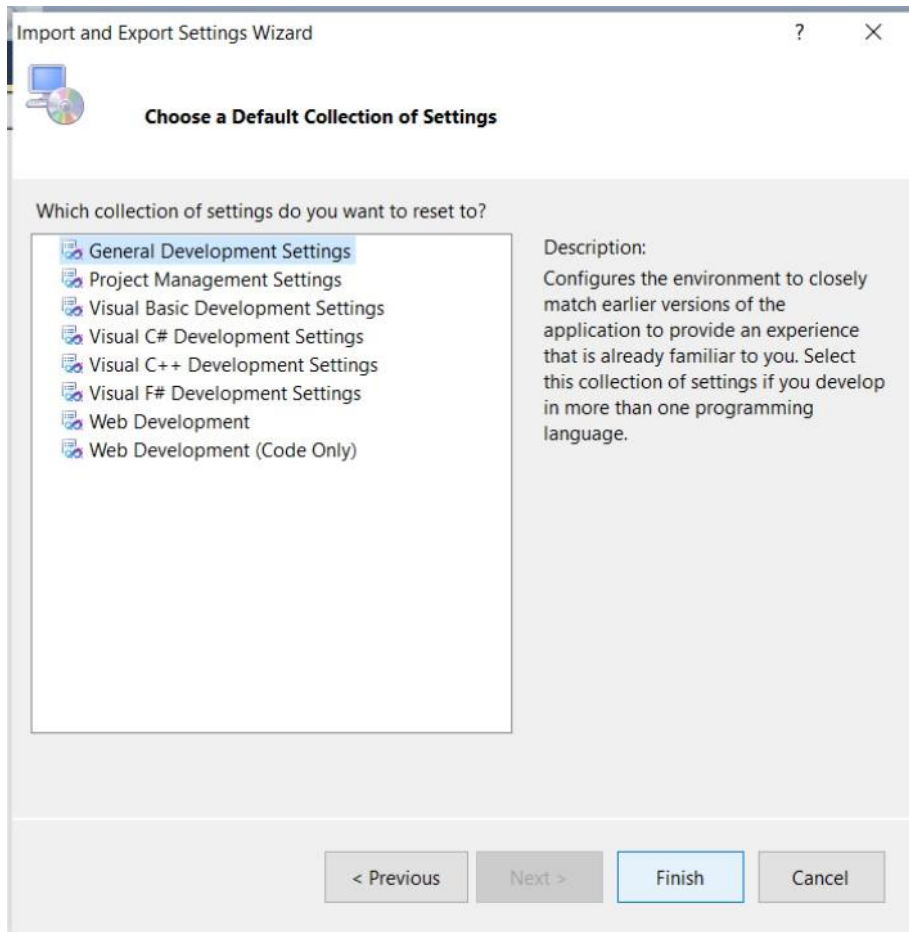 Import and Export Settings Wizard
?
Choose a Default Collection of Settings
Which collection of settings do you want to reset to?
General Development Settings
Project Management Settings
Visual Basic Development Settings
Visual C# Development Settings
Visual C++ Development Settings
Visual F# Development Settings
Web Development
Web Development (Code Only)
Description:
Configures the environment to closely
match earlier versions of the
application to provide an experience
that is already familiar to you. Select
this collection of settings if you develop
in more than one programming
language.
< Previous
Next >
Finish
Cancel